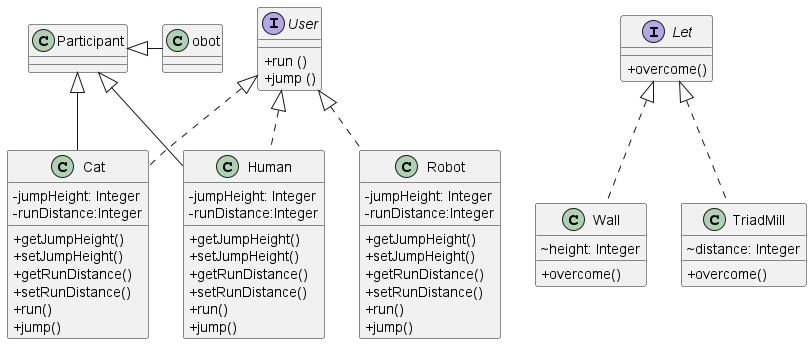 C Participant
C obot
I User
+run ()
+jump ()
I Let
+overcome()
C Cat
-jumpHeight: Integer
-runDistance:Integer
+getJumpHeight()
+setJumpHeight()
+getRunDistance()
+setRunDistance()
+run()
+jump()
C Human
-jumpHeight: Integer
-runDistance:Integer
+getJumpHeight()
+setJumpHeight()
+getRunDistance()
+setRunDistance()
+run()
+jump()
C Robot
-jumpHeight: Integer
-runDistance:Integer
+getJumpHeight()
+setJumpHeight()
+getRunDistance()
+setRunDistance()
+run()
+jump()
C Wall
~height: Integer
+overcome()
C TriadMill
~distance: Integer
+overcome()